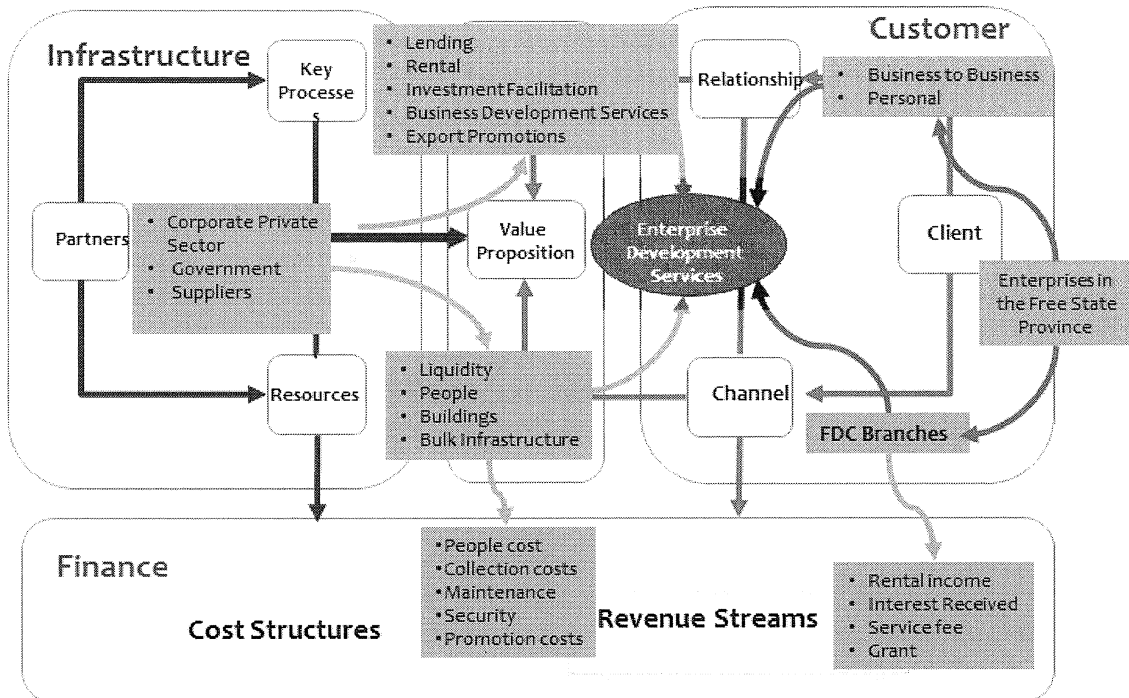 Infrastructure
Key
Processe
s
Partners
• Corporate Private
Sector
• Government
• Suppliers
Resources
• Lending
• Rental
• Investment Facilitation
• Business Development Services
• Export Promotions
Value
Proposition
• Liquidity
• People
• Buildings
• Bulk Infrastructure
Customer
Relationship
• Business to Business
• Personal
Enterprise
Development
Services
Client
Enterprises in
the Free State
Province
Channel
FDC Branches
Finance
Cost Structures
•People cost
•Collection costs
•Maintenance
•Security
•Promotion costs
Revenue Streams
• Rental income
• Interest Received
• Service fee
• Grant